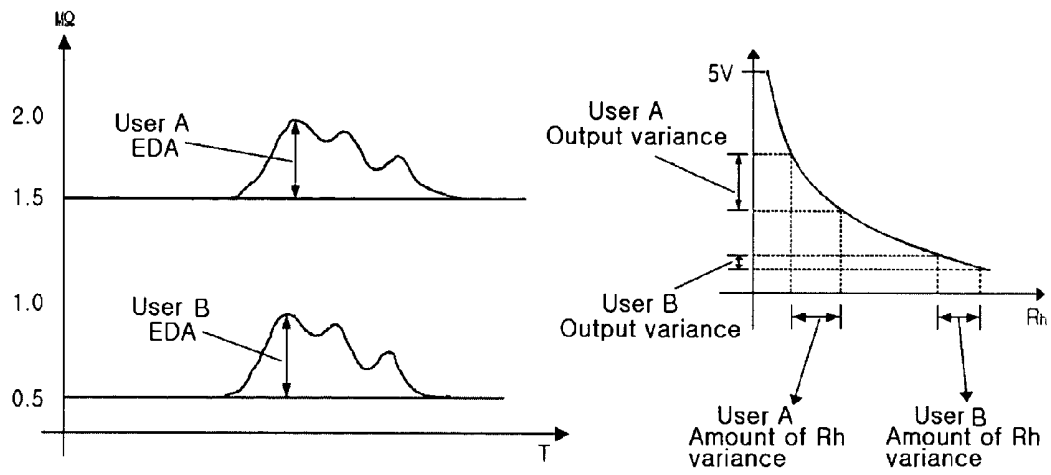 MΩ
2.0
User A
EDA
1.5
1.0
User B
EDA
0.5
T
5V
User A
Output variance
User B
Output variance
Rh
User A
Amount of Rh
variance
User B
Amount of Rh
variance